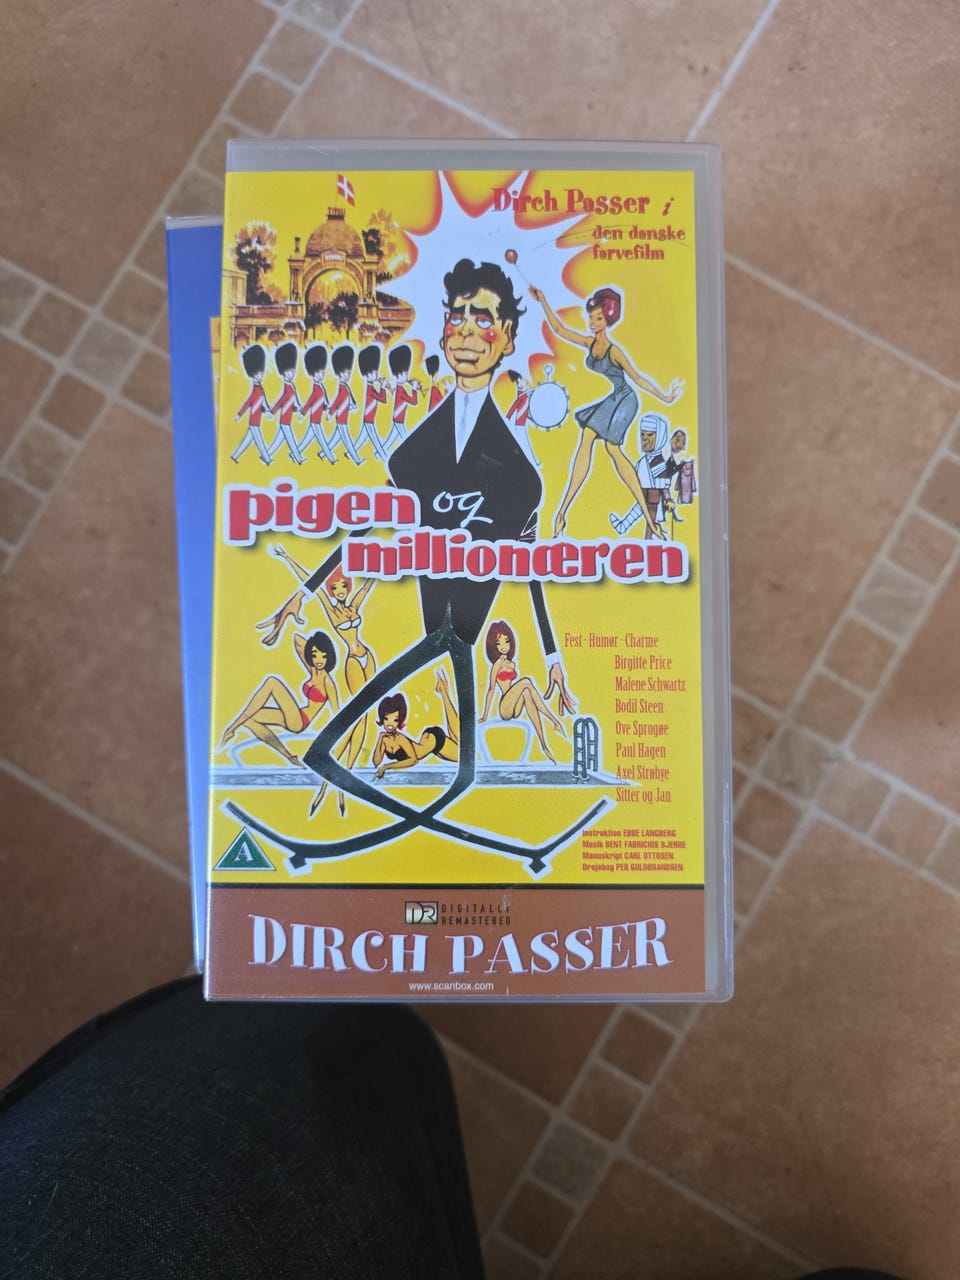 Dirch Passer i
den danske
farvefilm
TIVOLI
pigen og
millionæren
Fest · Humør · Charme
Birgitte Price
Malene Schwartz
Bodil Steen
Ove Sprogøe
Paul Hagen
Axel Strøbye
Sitter og Jan
Instruktion EBBE LANGBERG
Musik BENT FABRICIUS BJERRE
Manuskript CARL OTTOSEN
Drejebog PER GULDBRANDSEN
A
DR DIGITALLY
REMASTERED
DIRCH PASSER
www.scanbox.com